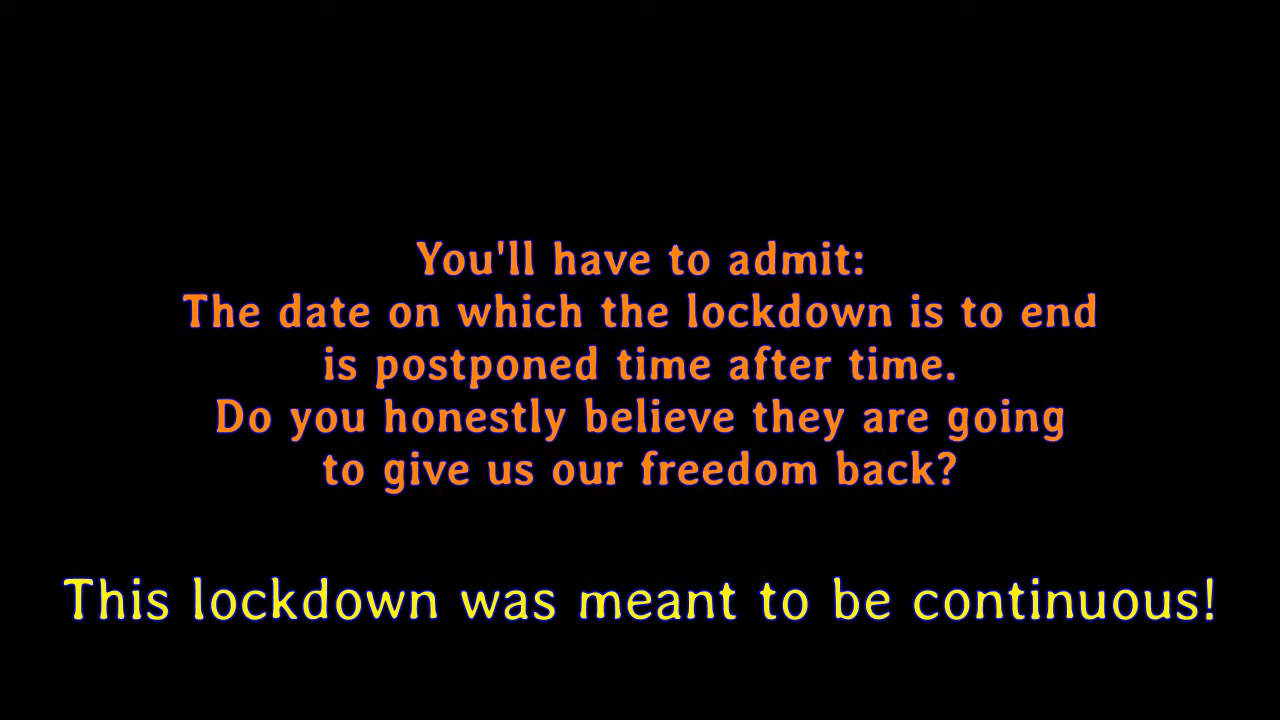 You'll have to admit:
The date on which the lockdown is to end
is postponed time after time.
Do you honestly believe they are going
to give us our freedom back?
This lockdown was meant to be continuous!